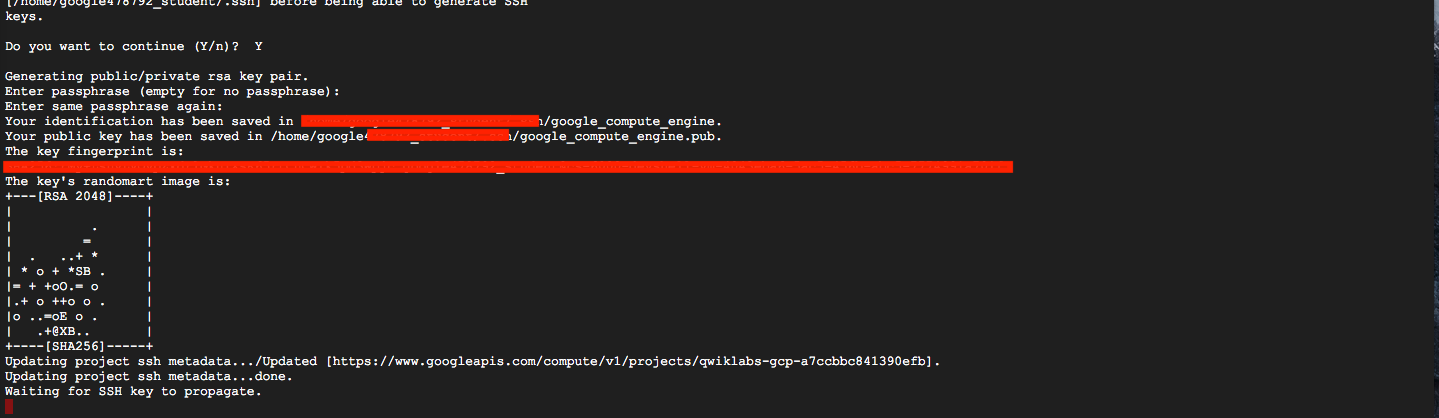 [/home/google478792_student/.ssh] before being able to generate SSH
keys.
Do you want to continue (Y/n)?  Y
Generating public/private rsa key pair.
Enter passphrase (empty for no passphrase):
Enter same passphrase again:
Your identification has been saved in /google_compute_engine.
Your public key has been saved in /home/google4 /google_compute_engine.pub.
The key fingerprint is:
The key's randomart image is:
+---[RSA 2048]----+
|                 |
|          .      |
|         =       |
|  .   ..+ *      |
| * o + *SB .     |
|= + +oO.= o      |
|.+ o ++o o .     |
|o ..=oE o .      |
|   .+@XB..       |
+----[SHA256]-----+
Updating project ssh metadata.../Updated [https://www.googleapis.com/compute/v1/projects/qwiklabs-gcp-a7ccbbc841390efb].
Updating project ssh metadata...done.
Waiting for SSH key to propagate.